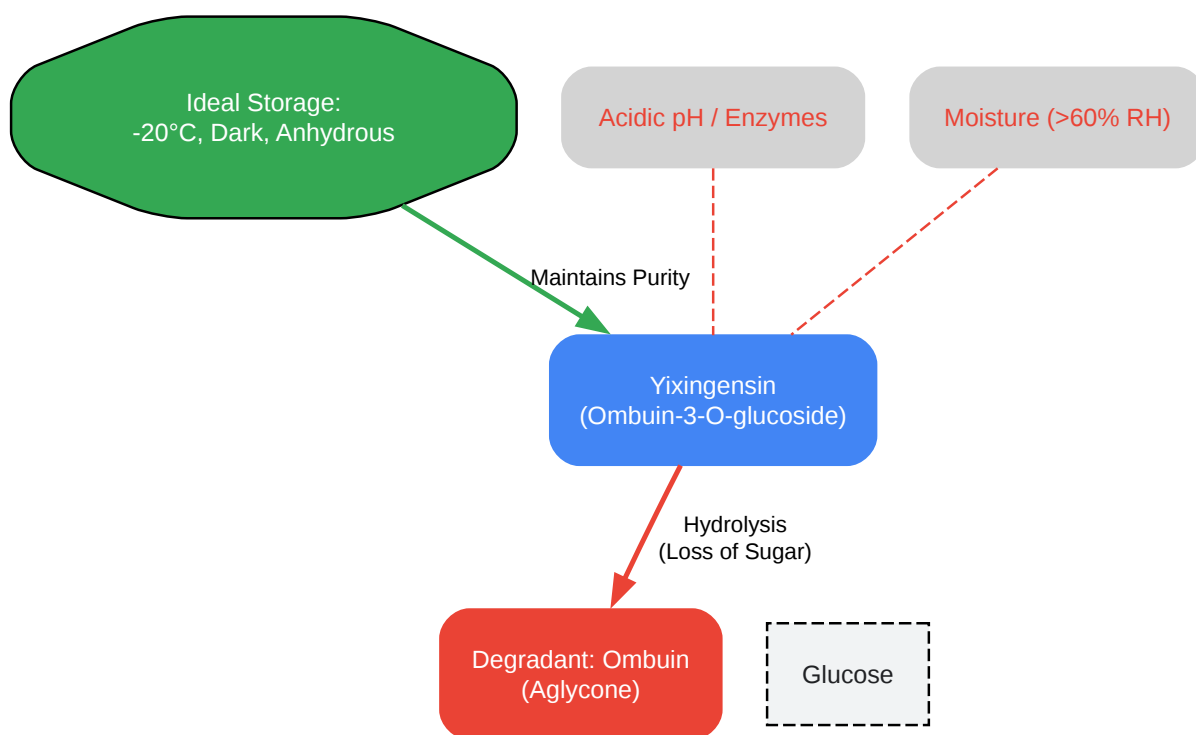 Ideal Storage:
-20°C, Dark, Anhydrous
Acidic pH / Enzymes
Moisture (>60% RH)
Maintains Purity
Yixingensin
(Ombuin-3-O-glucoside)
Hydrolysis
(Loss of Sugar)
Degradant: Ombuin
(Aglycone)
Glucose